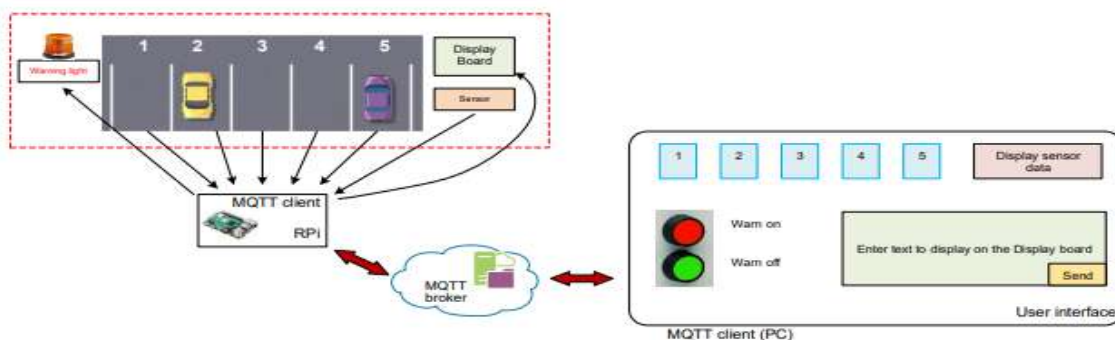 1 2 3 4 5
Display
Board
Warning light
Sensor
MQTT client
RPi
MQTT
broker
1 2 3 4 5
Display sensor
data
Warn on
Warn off
Enter text to display on the Display board
Send
User interface
MQTT client (PC)